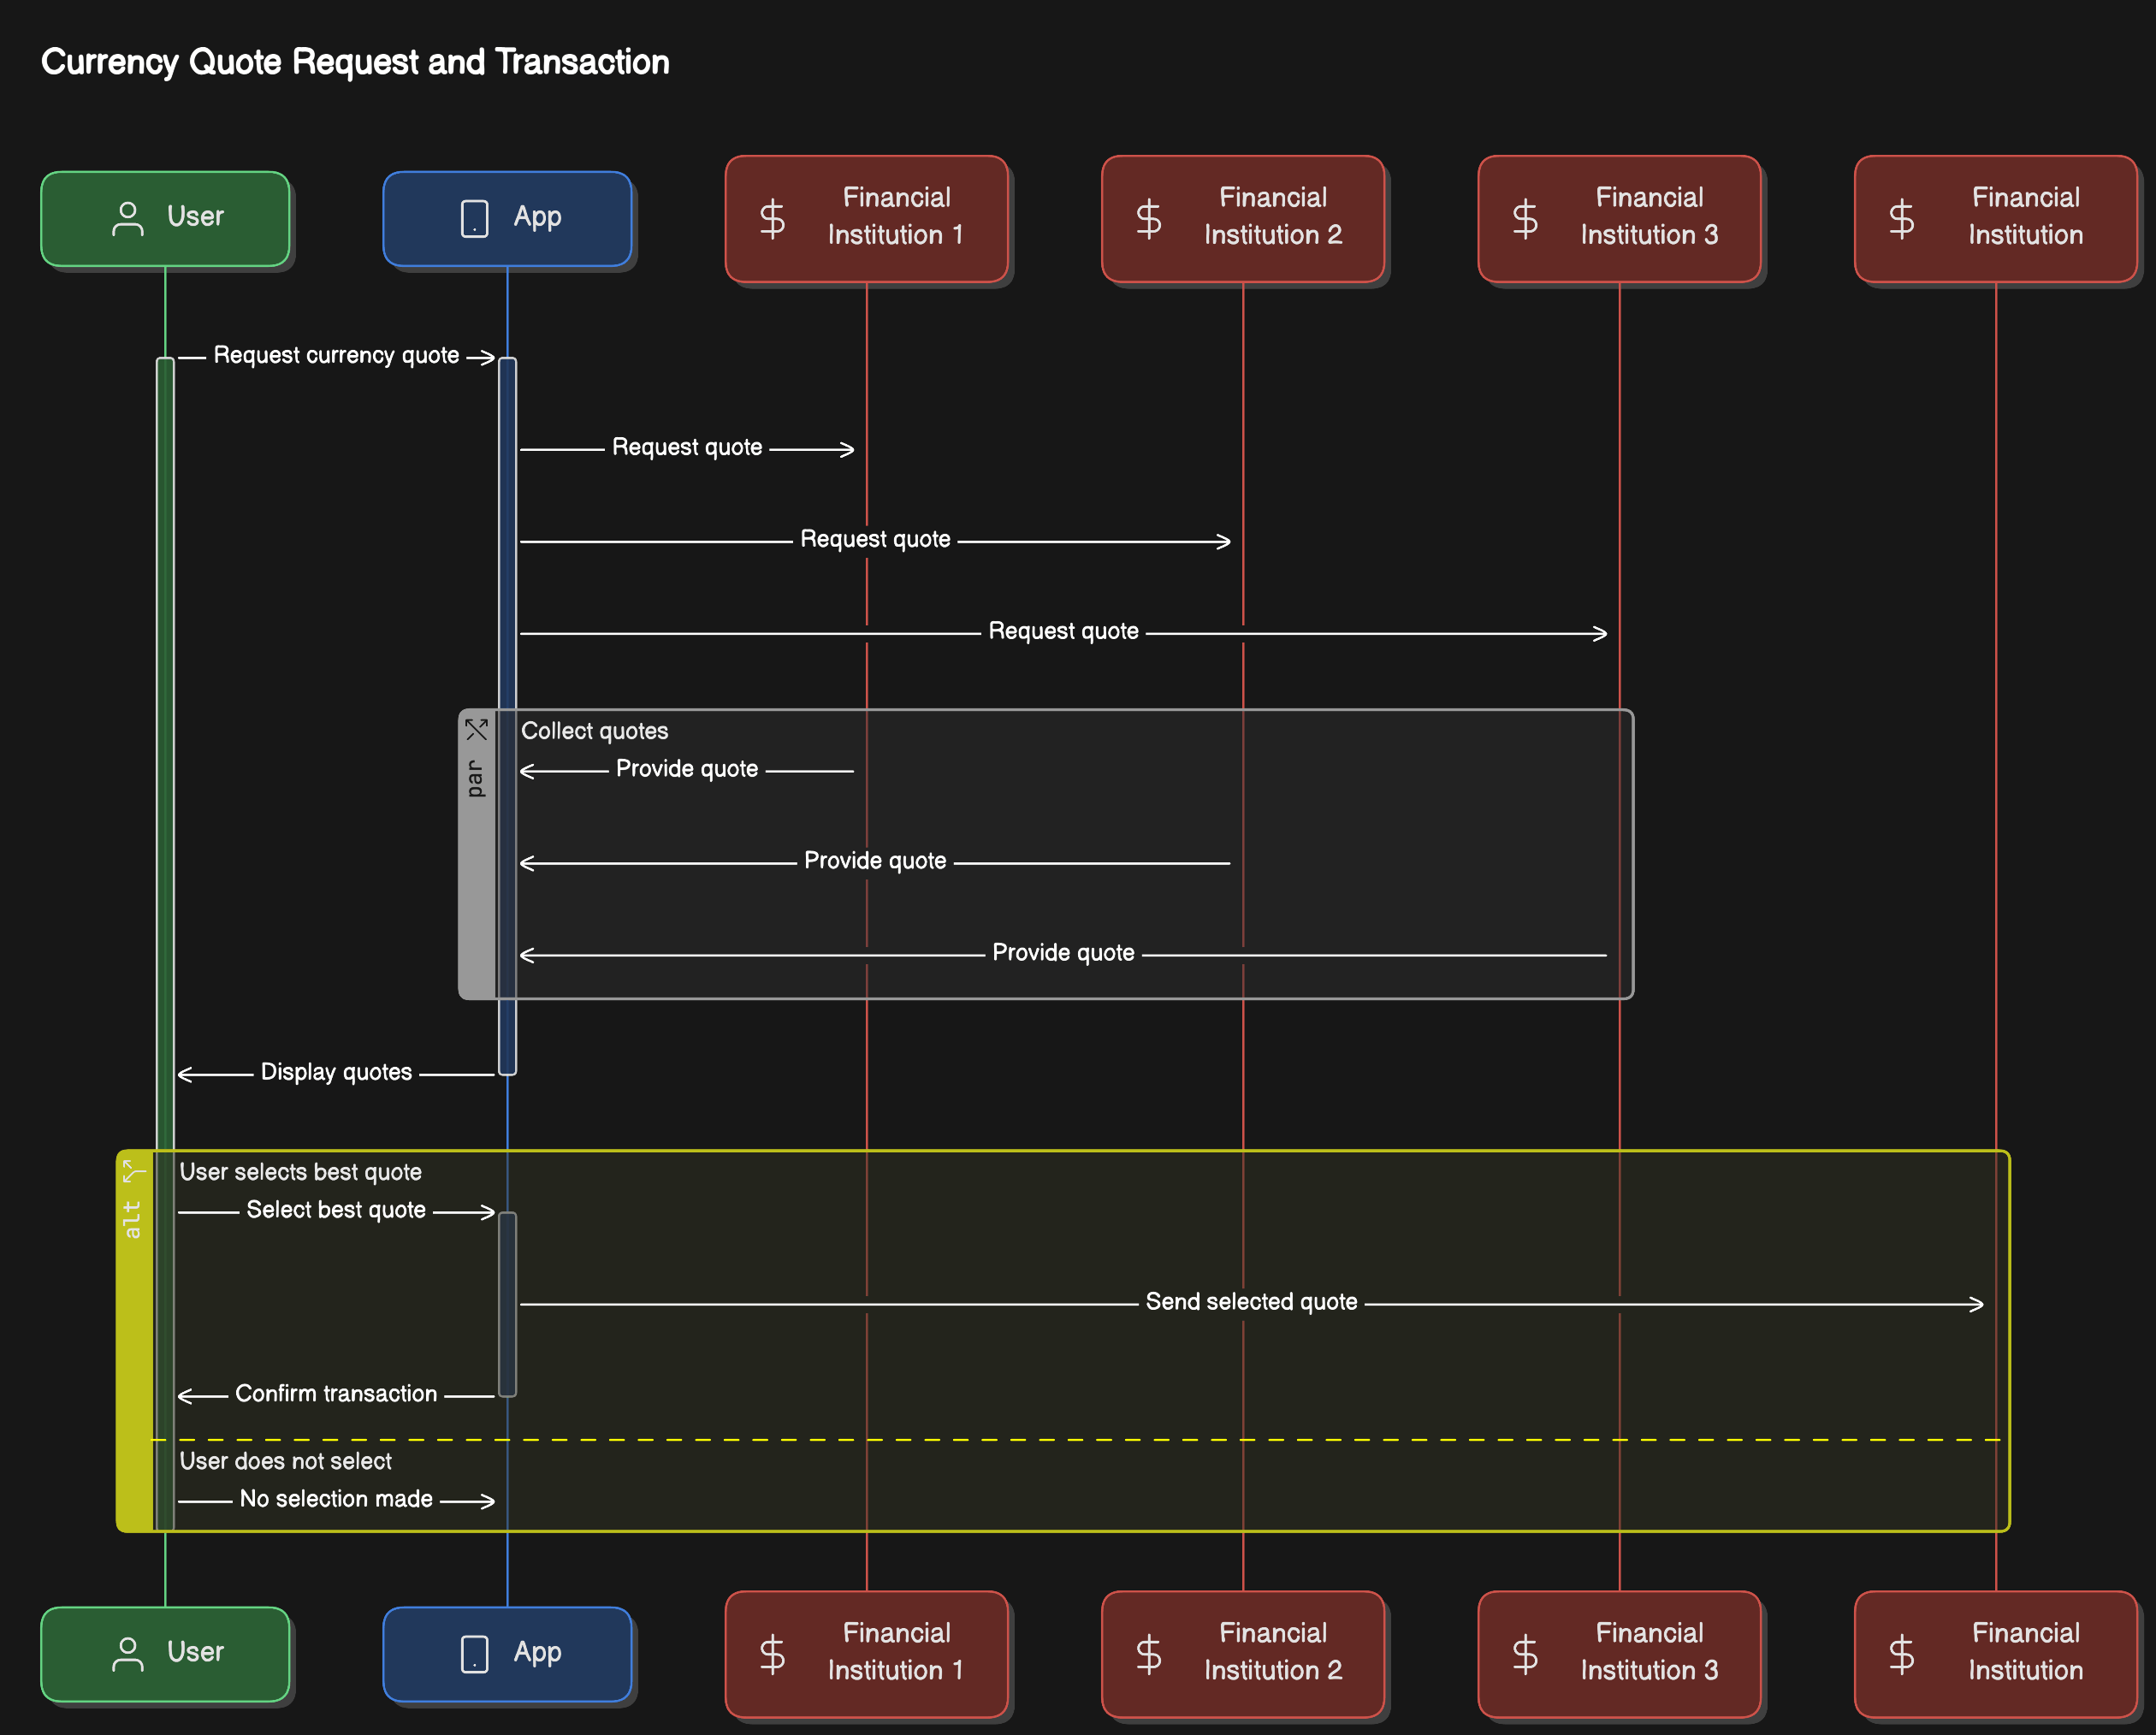 Currency Quote Request and Transaction
User
App
Financial
Institution 1
Financial
Institution 2
Financial
Institution 3
Financial
Institution
Request currency quote
Request quote
Request quote
Request quote
par
Collect quotes
Provide quote
Provide quote
Provide quote
Display quotes
alt
User selects best quote
Select best quote
Send selected quote
Confirm transaction
User does not select
No selection made
User
App
Financial
Institution 1
Financial
Institution 2
Financial
Institution 3
Financial
Institution